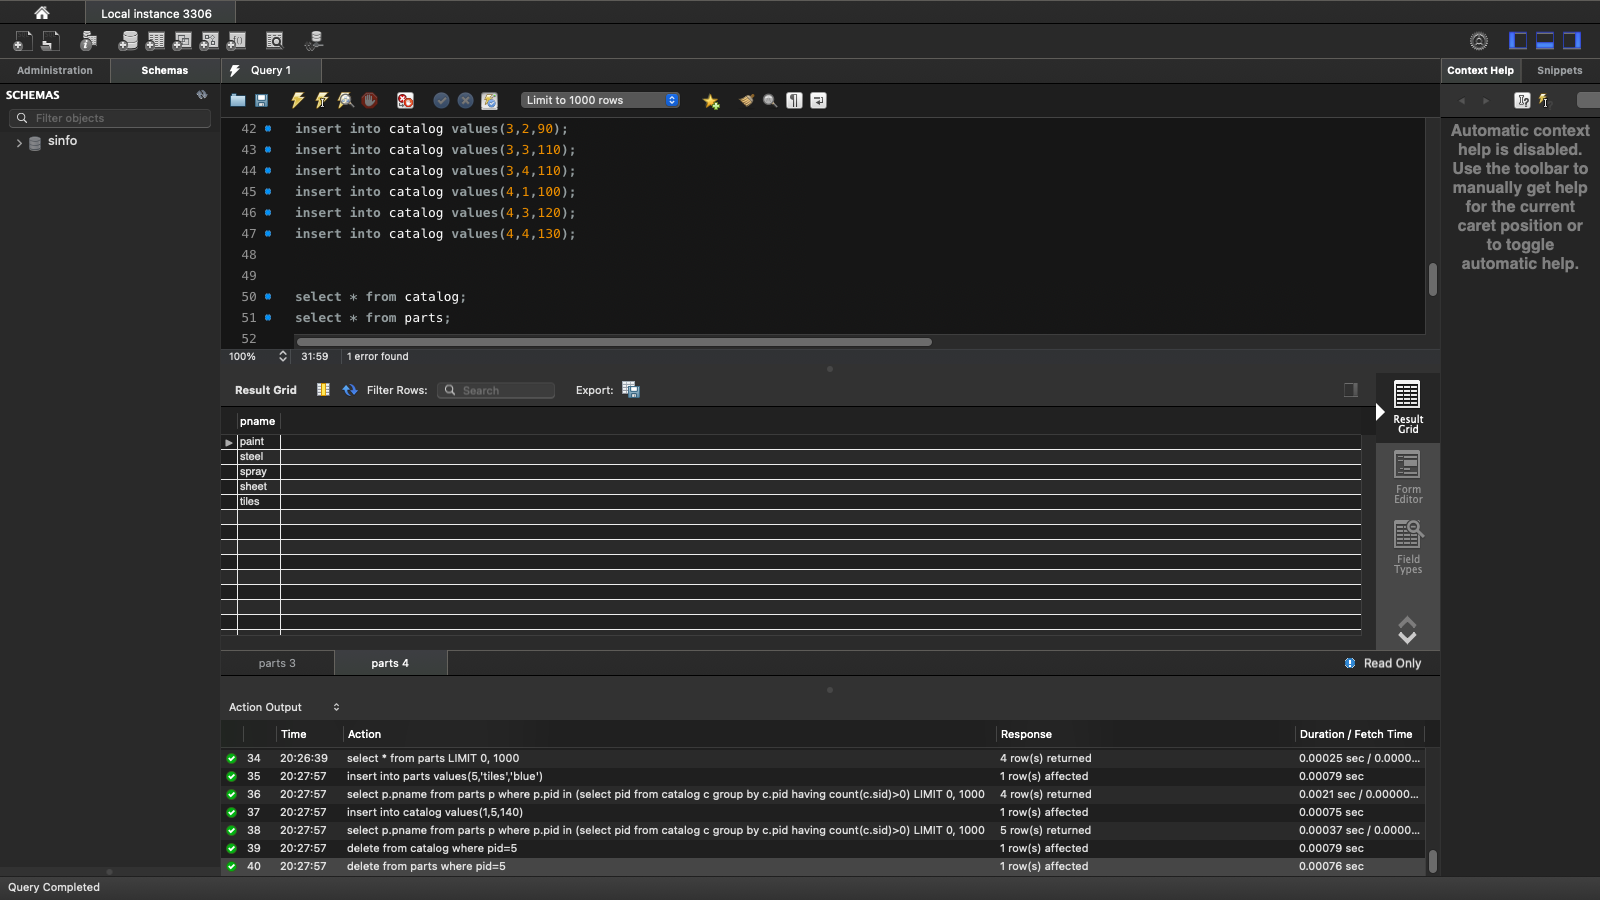 Local instance 3306
Administration
Schemas
Query 1
Context Help
Snippets
SCHEMAS
Filter objects
sinfo
Limit to 1000 rows
42 insert into catalog values(3,2,90);
43 insert into catalog values(3,3,110);
44 insert into catalog values(3,4,110);
45 insert into catalog values(4,1,100);
46 insert into catalog values(4,3,120);
47 insert into catalog values(4,4,130);
48
49
50 select * from catalog;
51 select * from parts;
52
100% 31:59 1 error found
Automatic context
help is disabled.
Use the toolbar to
manually get help
for the current
caret position or
to toggle
automatic help.
Result Grid Filter Rows: Search Export:
pname
paint
steel
spray
sheet
tiles
Result
Grid
Form
Editor
Field
Types
parts 3 parts 4 Read Only
Action Output
Time Action Response Duration / Fetch Time
34 20:26:39 select * from parts LIMIT 0, 1000 4 row(s) returned 0.00025 sec / 0.0000...
35 20:27:57 insert into parts values(5,'tiles','blue') 1 row(s) affected 0.00079 sec
36 20:27:57 select p.pname from parts p where p.pid in (select pid from catalog c group by c.pid having count(c.sid)>0) LIMIT 0, 1000 4 row(s) returned 0.0021 sec / 0.00000...
37 20:27:57 insert into catalog values(1,5,140) 1 row(s) affected 0.00075 sec
38 20:27:57 select p.pname from parts p where p.pid in (select pid from catalog c group by c.pid having count(c.sid)>0) LIMIT 0, 1000 5 row(s) returned 0.00037 sec / 0.0000...
39 20:27:57 delete from catalog where pid=5 1 row(s) affected 0.00079 sec
40 20:27:57 delete from parts where pid=5 1 row(s) affected 0.00076 sec
Query Completed